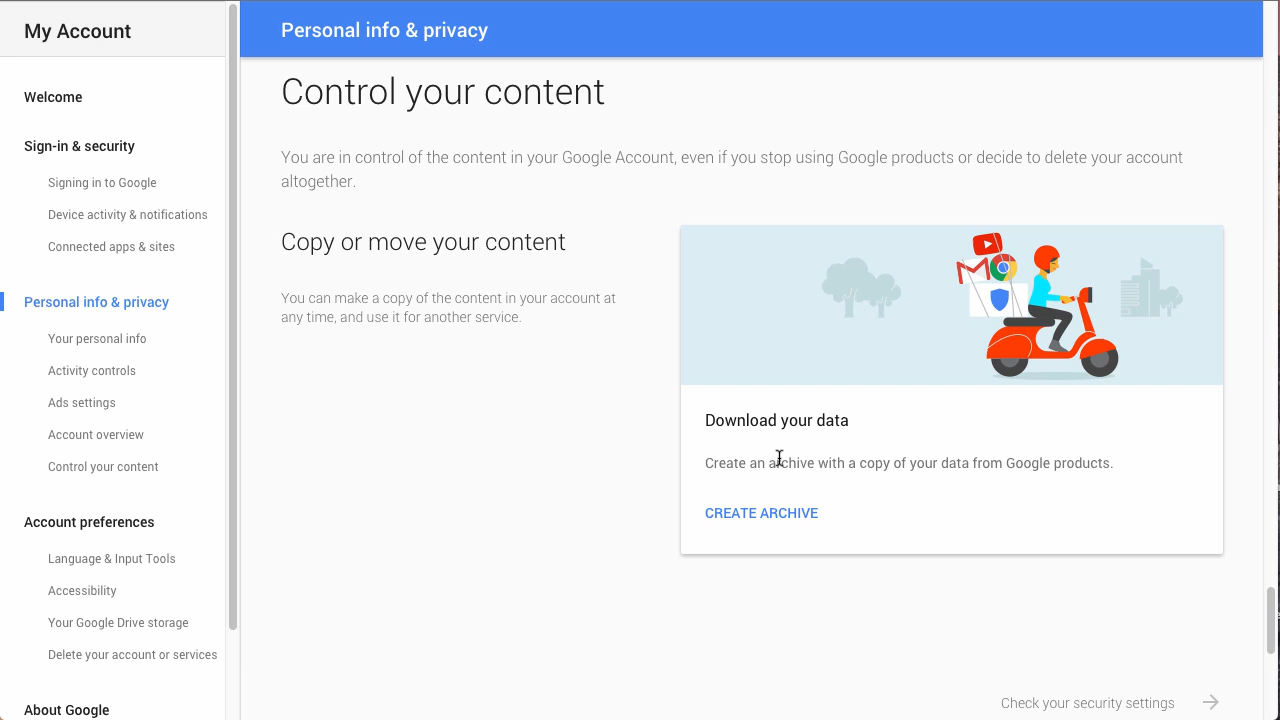 My Account
Welcome
Sign-in & security
Signing in to Google
Device activity & notifications
Connected apps & sites
Personal info & privacy
Your personal info
Activity controls
Ads settings
Account overview
Control your content
Account preferences
Language & Input Tools
Accessibility
Your Google Drive storage
Delete your account or services
About Google
Personal info & privacy
Control your content
You are in control of the content in your Google Account, even if you stop using Google products or decide to delete your account
altogether.
Copy or move your content
You can make a copy of the content in your account at
any time, and use it for another service.
Download your data
Create an archive with a copy of your data from Google products.
CREATE ARCHIVE
Check your security settings